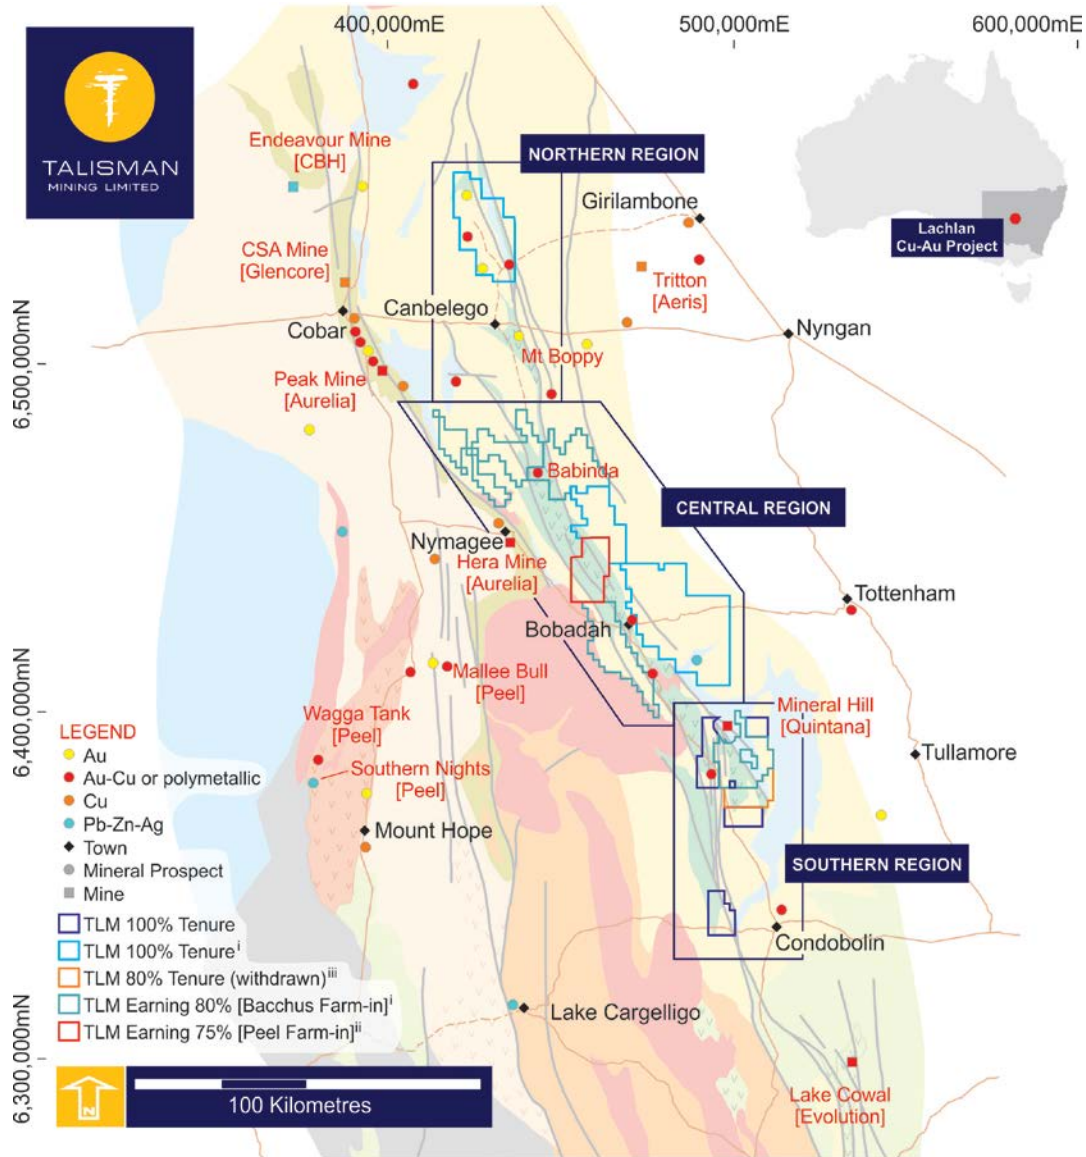 400,000mE
500,000mE
600,000mE
TALISMAN
MINING LIMITED
Endeavour Mine
[CBH]
NORTHERN REGION
Girilambone
Lachlan
Cu-Au Project
CSA Mine
[Glencore]
Tritton
[Aeris]
6,500,000mN
Canbelego
Cobar
Nyngan
Mt Boppy
Peak Mine
[Aurelia]
Babinda
CENTRAL REGION
Nymagee
Hera Mine
[Aurelia]
Tottenham
Bobadah
Mallee Bull
[Peel]
6,400,000mN
Wagga Tank
[Peel]
Mineral Hill
[Quintana]
Tullamore
Southern Nights
[Peel]
Mount Hope
SOUTHERN REGION
Condobolin
LEGEND
Au
Au-Cu or polymetallic
Cu
Pb-Zn-Ag
Town
Mineral Prospect
Mine
TLM 100% Tenure
TLM 100% Tenureⁱ
TLM 80% Tenure (withdrawn)ⁱⁱⁱ
TLM Earning 80% [Bacchus Farm-in]ⁱ
TLM Earning 75% [Peel Farm-in]ⁱⁱ
Lake Cargelligo
6,300,000mN
N
100 Kilometres
Lake Cowal
[Evolution]